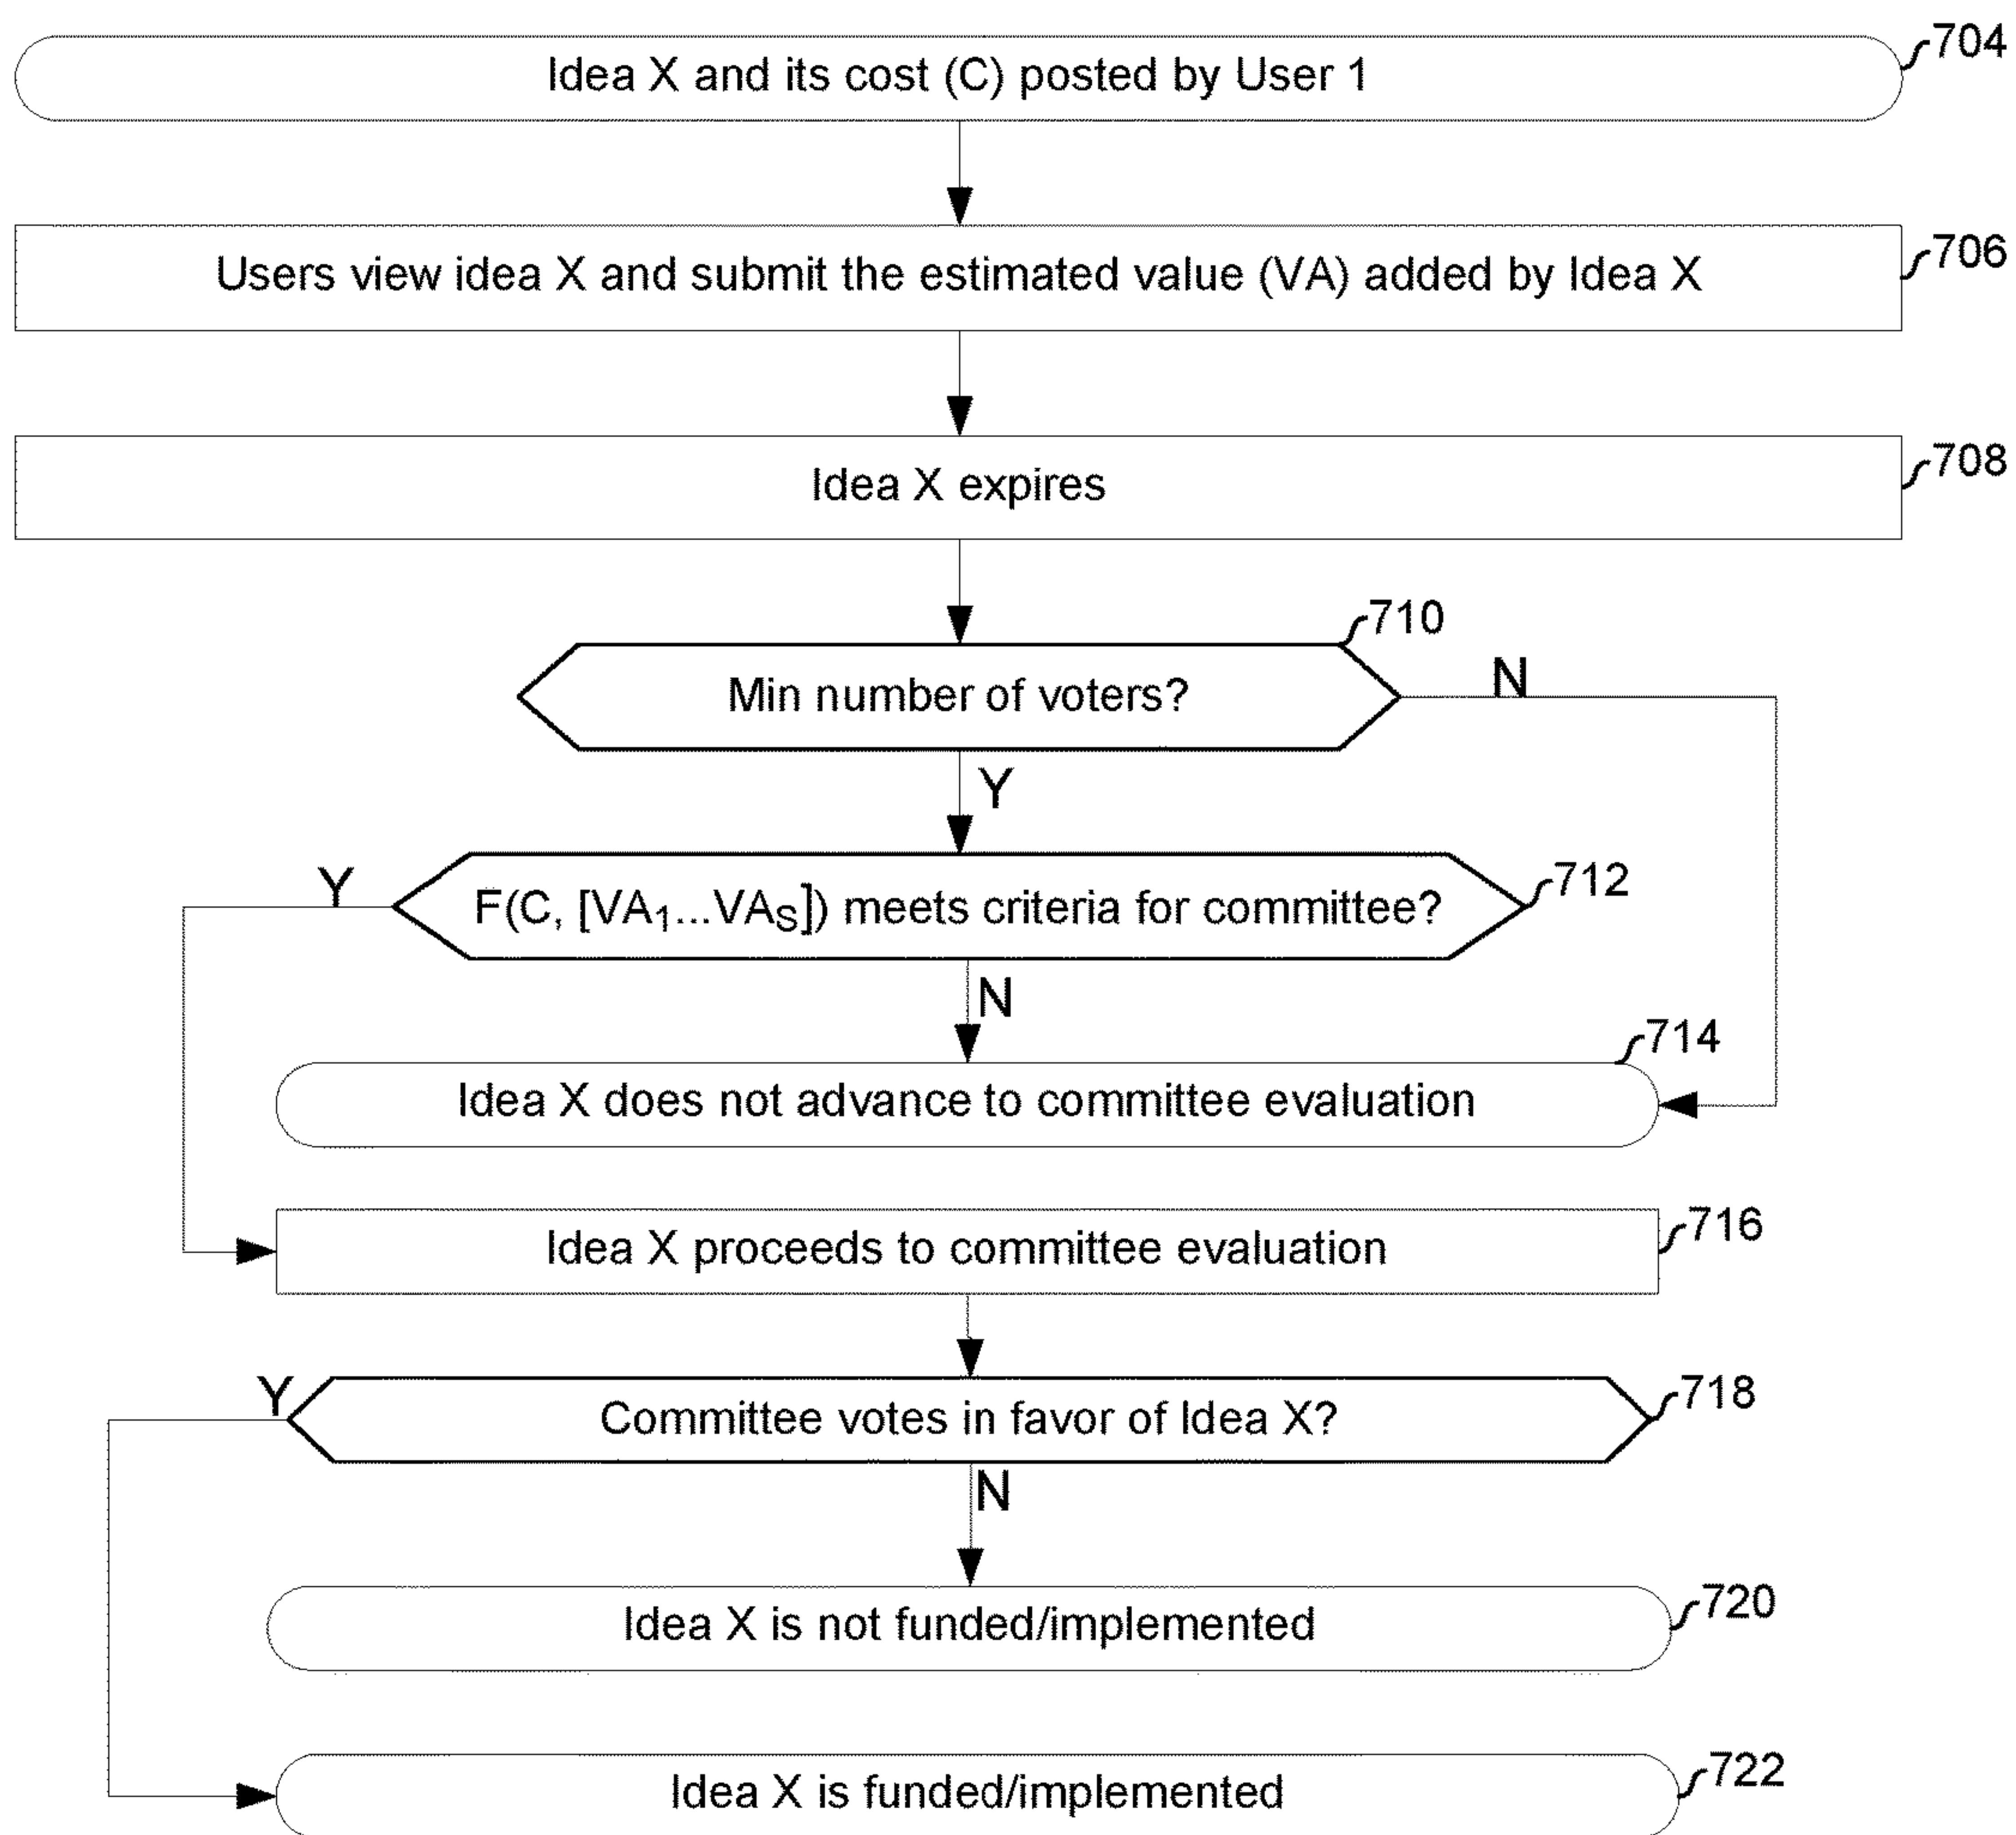 704
Idea X and its cost (C) posted by User 1
706
Users view idea X and submit the estimated value (VA) added by Idea X
708
Idea X expires
710
Min number of voters?
N
Y
712
Y
F(C, [VA₁...VAₛ]) meets criteria for committee?
N
714
Idea X does not advance to committee evaluation
716
Idea X proceeds to committee evaluation
718
Y
Committee votes in favor of Idea X?
N
720
Idea X is not funded/implemented
722
Idea X is funded/implemented